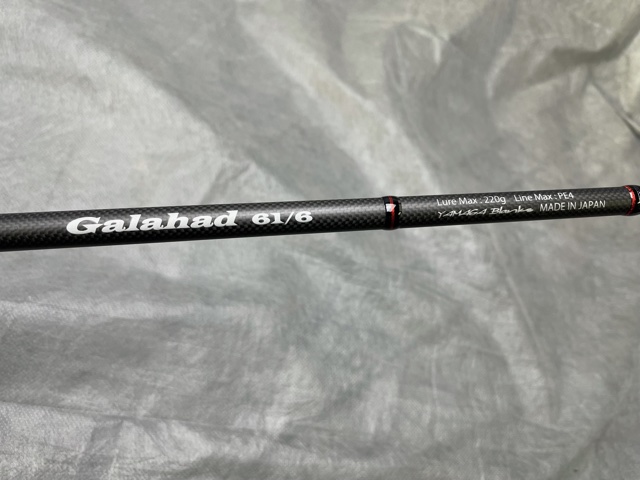 Galahad 61/6
Lure Max : 220g Line Max : PE4
YAMAGA Blanks MADE IN JAPAN